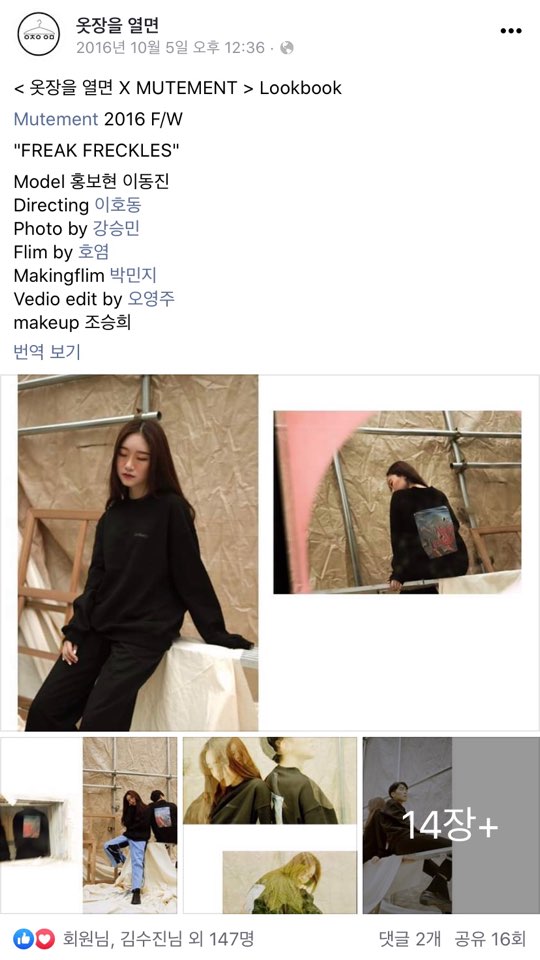 옷장을 열면
2016년 10월 5일 오후 12:36 ·
< 옷장을 열면 X MUTEMENT > Lookbook
Mutement 2016 F/W
"FREAK FRECKLES"
Model 홍보현 이동진
Directing 이호동
Photo by 강승민
Flim by 호염
Makingflim 박민지
Vedio edit by 오영주
makeup 조승희
번역 보기
14장+
회원님, 김수진님 외 147명 댓글 2개 공유 16회